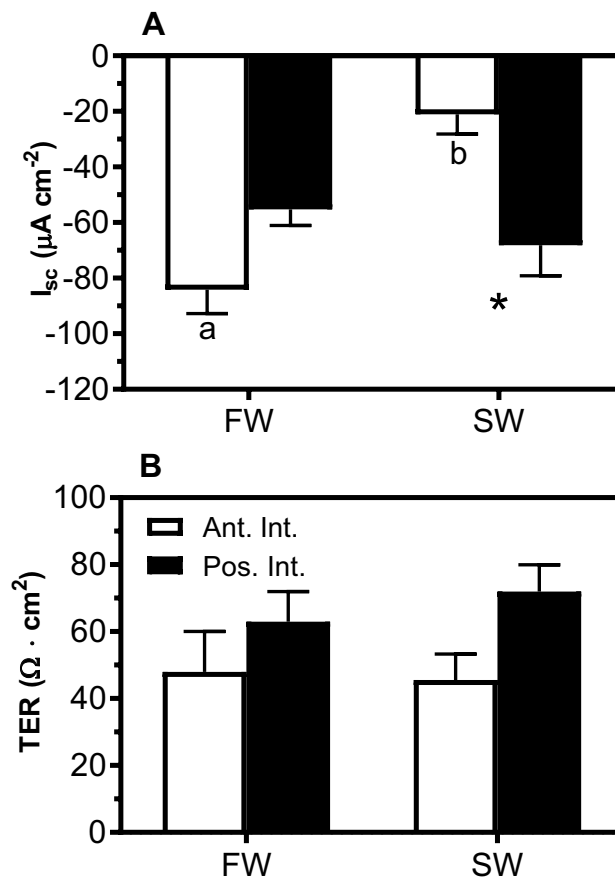 A
0
-20
-40
-60
-80
-100
-120
I_sc (μA cm⁻²)
a
b
*
FW SW
B
100
80
60
40
20
0
TER (Ω · cm²)
Ant. Int.
Pos. Int.
FW SW